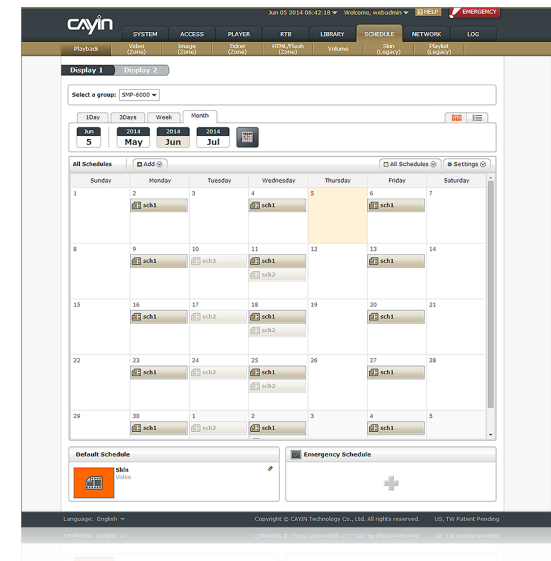 Jun 05 2014 06:42:18 Welcome, webadmin HELP EMERGENCY
CAYIN
SYSTEM ACCESS PLAYER RTB LIBRARY SCHEDULE NETWORK LOG
Playback Video (Zone) Image (Zone) Ticker (Zone) HTML/Flash (Zone) Volume Skin (Legacy) Playlist (Legacy)
Display 1 Display 2
Select a group: SMP-6000
1Day 3Days Week Month
Jun 2014 2014 2014
5 May Jun Jul
All Schedules Add All Schedules Settings
Sunday Monday Tuesday Wednesday Thursday Friday Saturday
1 2 3 4 5 6 7
sch1 sch1 sch1
8 9 10 11 12 13 14
sch1 sch2 sch1 sch1
sch2
15 16 17 18 19 20 21
sch1 sch2 sch1 sch1
sch2
22 23 24 25 26 27 28
sch1 sch2 sch1 sch1
sch2
29 30 1 2 3 4 5
sch1 sch2 sch1 sch1
Default Schedule Emergency Schedule
Skin
Video
Language: English Copyright © CAYIN Technology Co., Ltd. All rights reserved. US, TW Patent Pending